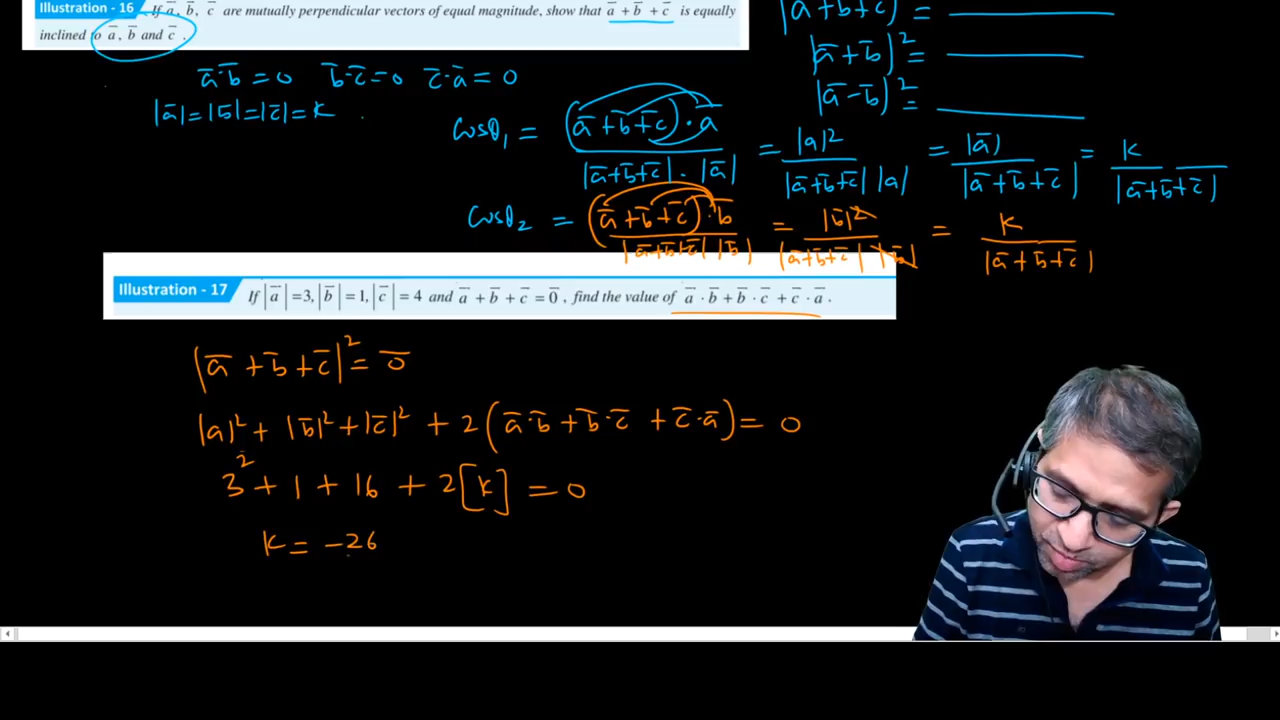 Illustration - 16 If a̅, b̅, c̅ are mutually perpendicular vectors of equal magnitude, show that a̅ + b̅ + c̅ is equally
inclined to a̅, b̅ and c̅.
|a̅+b̅+c̅) =
|a̅+b̅)² =
|a̅-b̅)² =
a̅·b̅ = 0 b̅·c̅ = 0 c̅·a̅ = 0
|a̅| = |b̅| = |c̅| = K
Cosθ₁ = (a̅+b̅+c̅)·a̅ / |a̅+b̅+c̅|·|a̅| = |a|² / |a̅+b̅+c̅| |a| = |a̅) / |a̅+b̅+c̅| = K / |a̅+b̅+c̅|
Cosθ₂ = (a̅+b̅+c̅)·b̅ / |a̅+b̅+c̅| |b̅| = |b̅|² / |a̅+b̅+c̅| |b̅| = K / |a̅+b̅+c̅|
Illustration - 17 If |a̅| = 3, |b̅| = 1, |c̅| = 4 and a̅ + b̅ + c̅ = 0̅, find the value of a̅ · b̅ + b̅ · c̅ + c̅ · a̅.
|a̅ + b̅ + c̅|² = 0̅
|a|² + |b̅|² + |c̅|² + 2(a̅·b̅ + b̅·c̅ + c̅·a̅) = 0
3² + 1 + 16 + 2[K] = 0
K = -26